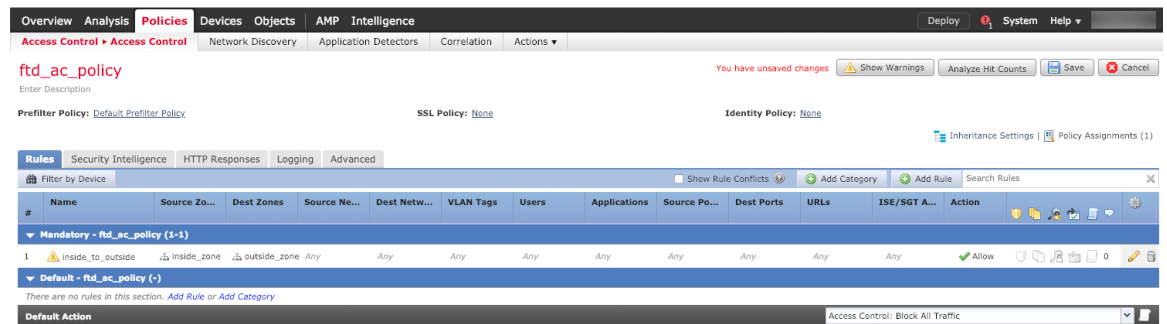 Overview Analysis Policies Devices Objects AMP Intelligence Deploy 1 System Help
Access Control ▸ Access Control Network Discovery Application Detectors Correlation Actions ▾
ftd_ac_policy You have unsaved changes Show Warnings Analyze Hit Counts Save Cancel
Enter Description
Prefilter Policy: Default Prefilter Policy SSL Policy: None Identity Policy: None
Inheritance Settings | Policy Assignments (1)
Rules Security Intelligence HTTP Responses Logging Advanced
Filter by Device Show Rule Conflicts Add Category Add Rule Search Rules
# Name Source Zo... Dest Zones Source Ne... Dest Netw... VLAN Tags Users Applications Source Po... Dest Ports URLs ISE/SGT A... Action
Mandatory - ftd_ac_policy (1-1)
1 inside_to_outside inside_zone outside_zone Any Any Any Any Any Any Any Any Any Allow 0
Default - ftd_ac_policy (-)
There are no rules in this section. Add Rule or Add Category
Default Action Access Control: Block All Traffic